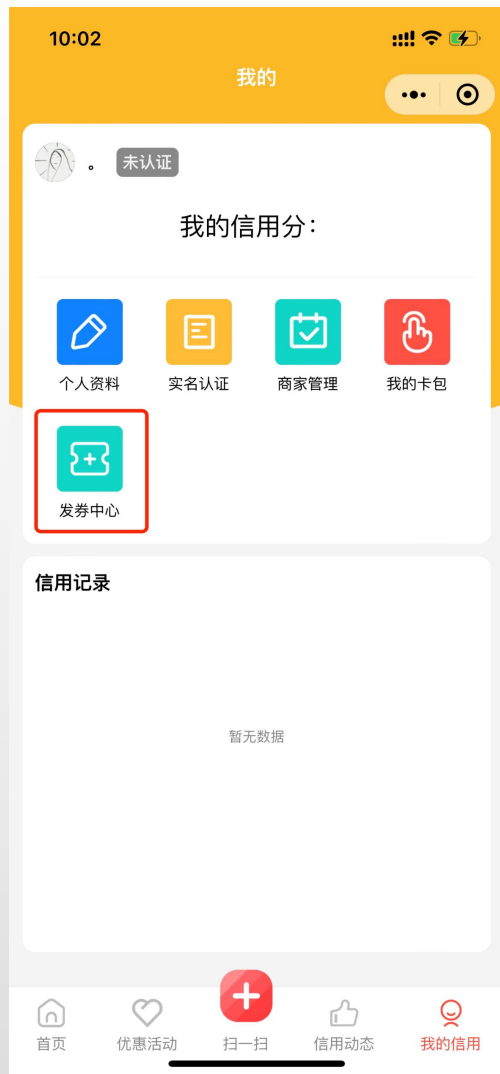 10:02
我的
。 未认证
我的信用分：
个人资料 实名认证 商家管理 我的卡包
发券中心
信用记录
暂无数据
首页 优惠活动 扫一扫 信用动态 我的信用